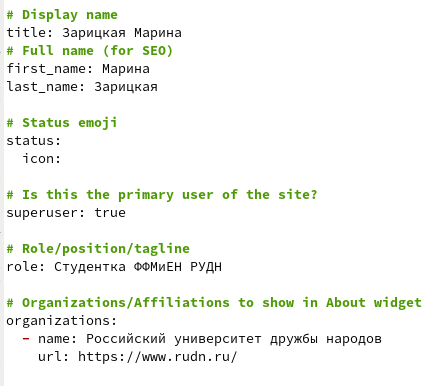 # Display name
title: Зарицкая Марина
# Full name (for SEO)
first_name: Марина
last_name: Зарицкая

# Status emoji
status:
  icon:

# Is this the primary user of the site?
superuser: true

# Role/position/tagline
role: Студентка ФФМиЕН РУДН

# Organizations/Affiliations to show in About widget
organizations:
  - name: Российский университет дружбы народов
    url: https://www.rudn.ru/